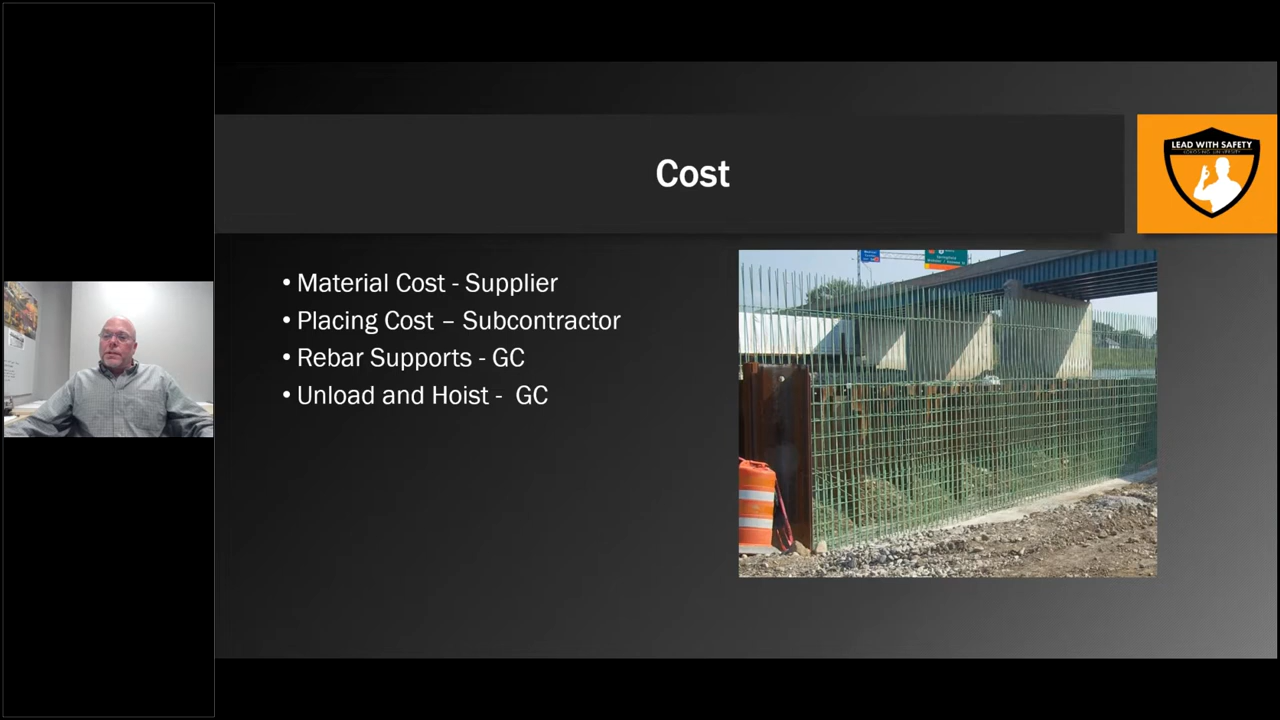 Cost
LEAD WITH SAFETY
• Material Cost - Supplier
• Placing Cost – Subcontractor
• Rebar Supports - GC
• Unload and Hoist - GC